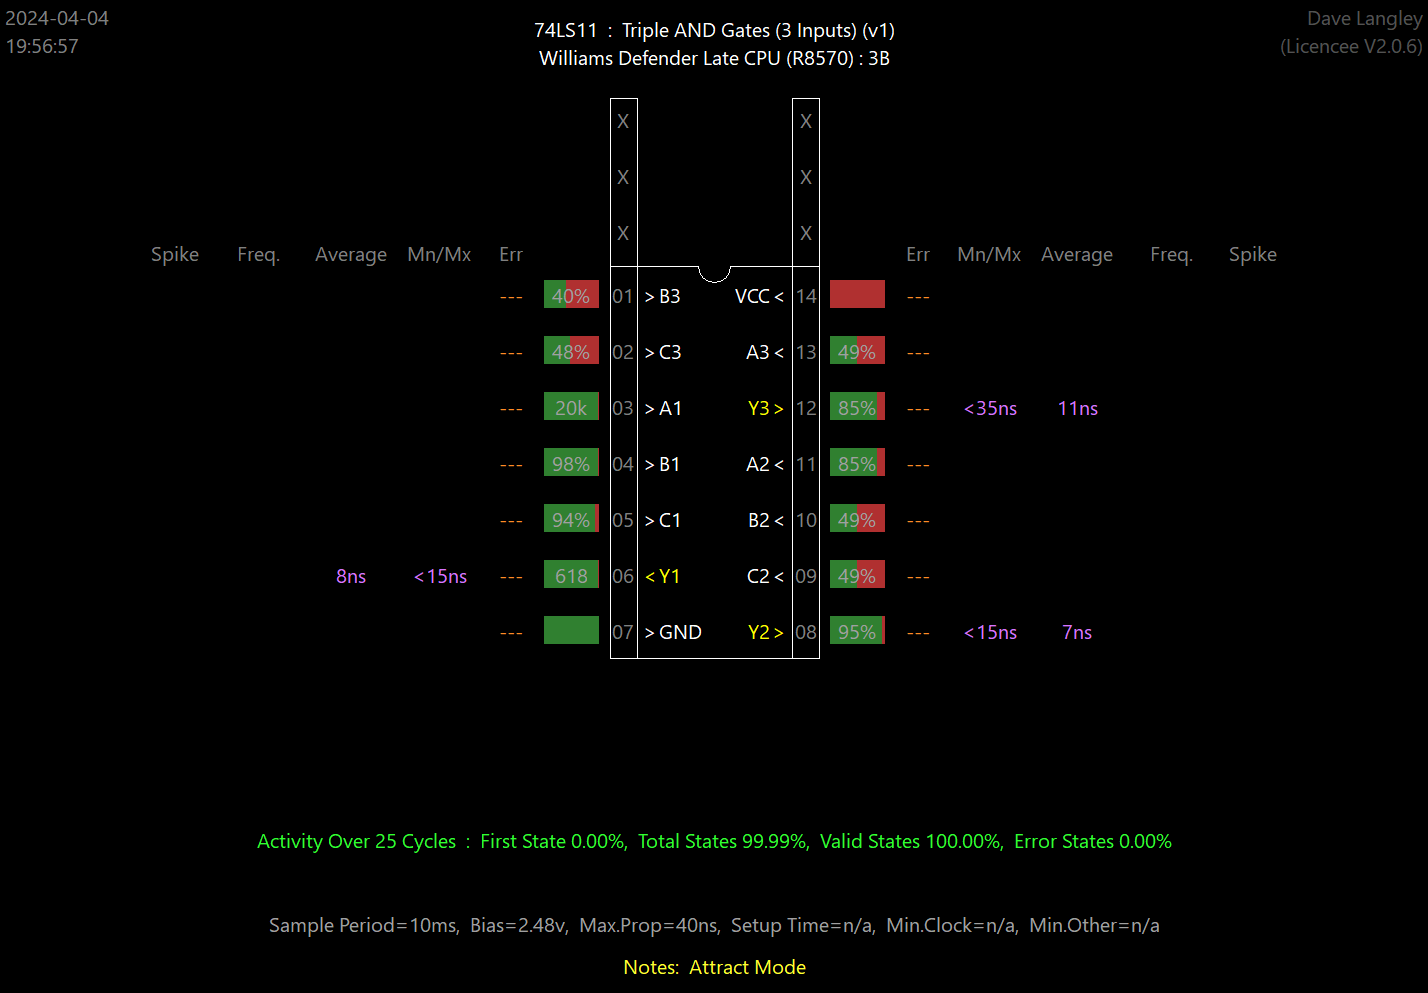 2024-04-04
19:56:57
74LS11 : Triple AND Gates (3 Inputs) (v1)
Williams Defender Late CPU (R8570) : 3B
Dave Langley
(Licencee V2.0.6)
X X
X X
X X
Spike Freq. Average Mn/Mx Err Err Mn/Mx Average Freq. Spike
--- 40% 01 > B3 VCC < 14 ---
--- 48% 02 > C3 A3 < 13 49% ---
--- 20k 03 > A1 Y3 > 12 85% --- <35ns 11ns
--- 98% 04 > B1 A2 < 11 85% ---
--- 94% 05 > C1 B2 < 10 49% ---
8ns <15ns --- 618 06 < Y1 C2 < 09 49% ---
--- 07 > GND Y2 > 08 95% --- <15ns 7ns
Activity Over 25 Cycles : First State 0.00%, Total States 99.99%, Valid States 100.00%, Error States 0.00%
Sample Period=10ms, Bias=2.48v, Max.Prop=40ns, Setup Time=n/a, Min.Clock=n/a, Min.Other=n/a
Notes: Attract Mode